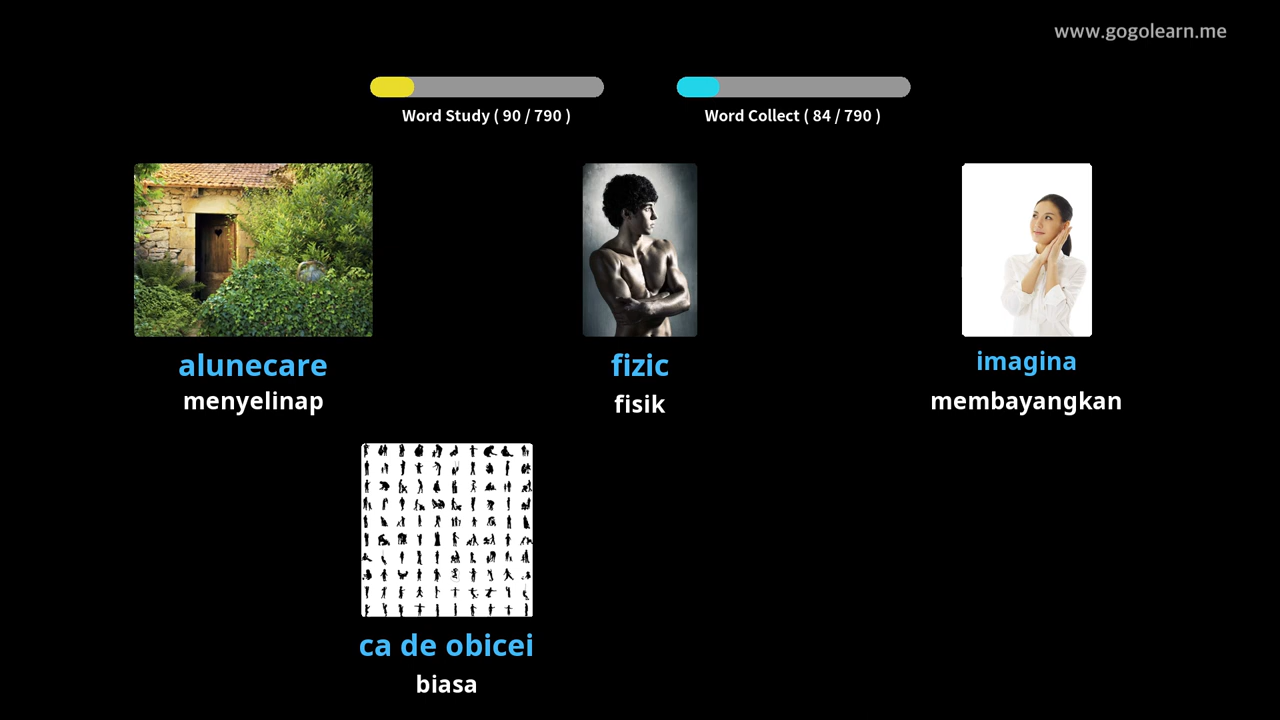 www.gogolearn.me
Word Study ( 90 / 790 )
Word Collect ( 84 / 790 )
alunecare
menyelinap
fizic
fisik
imagina
membayangkan
ca de obicei
biasa